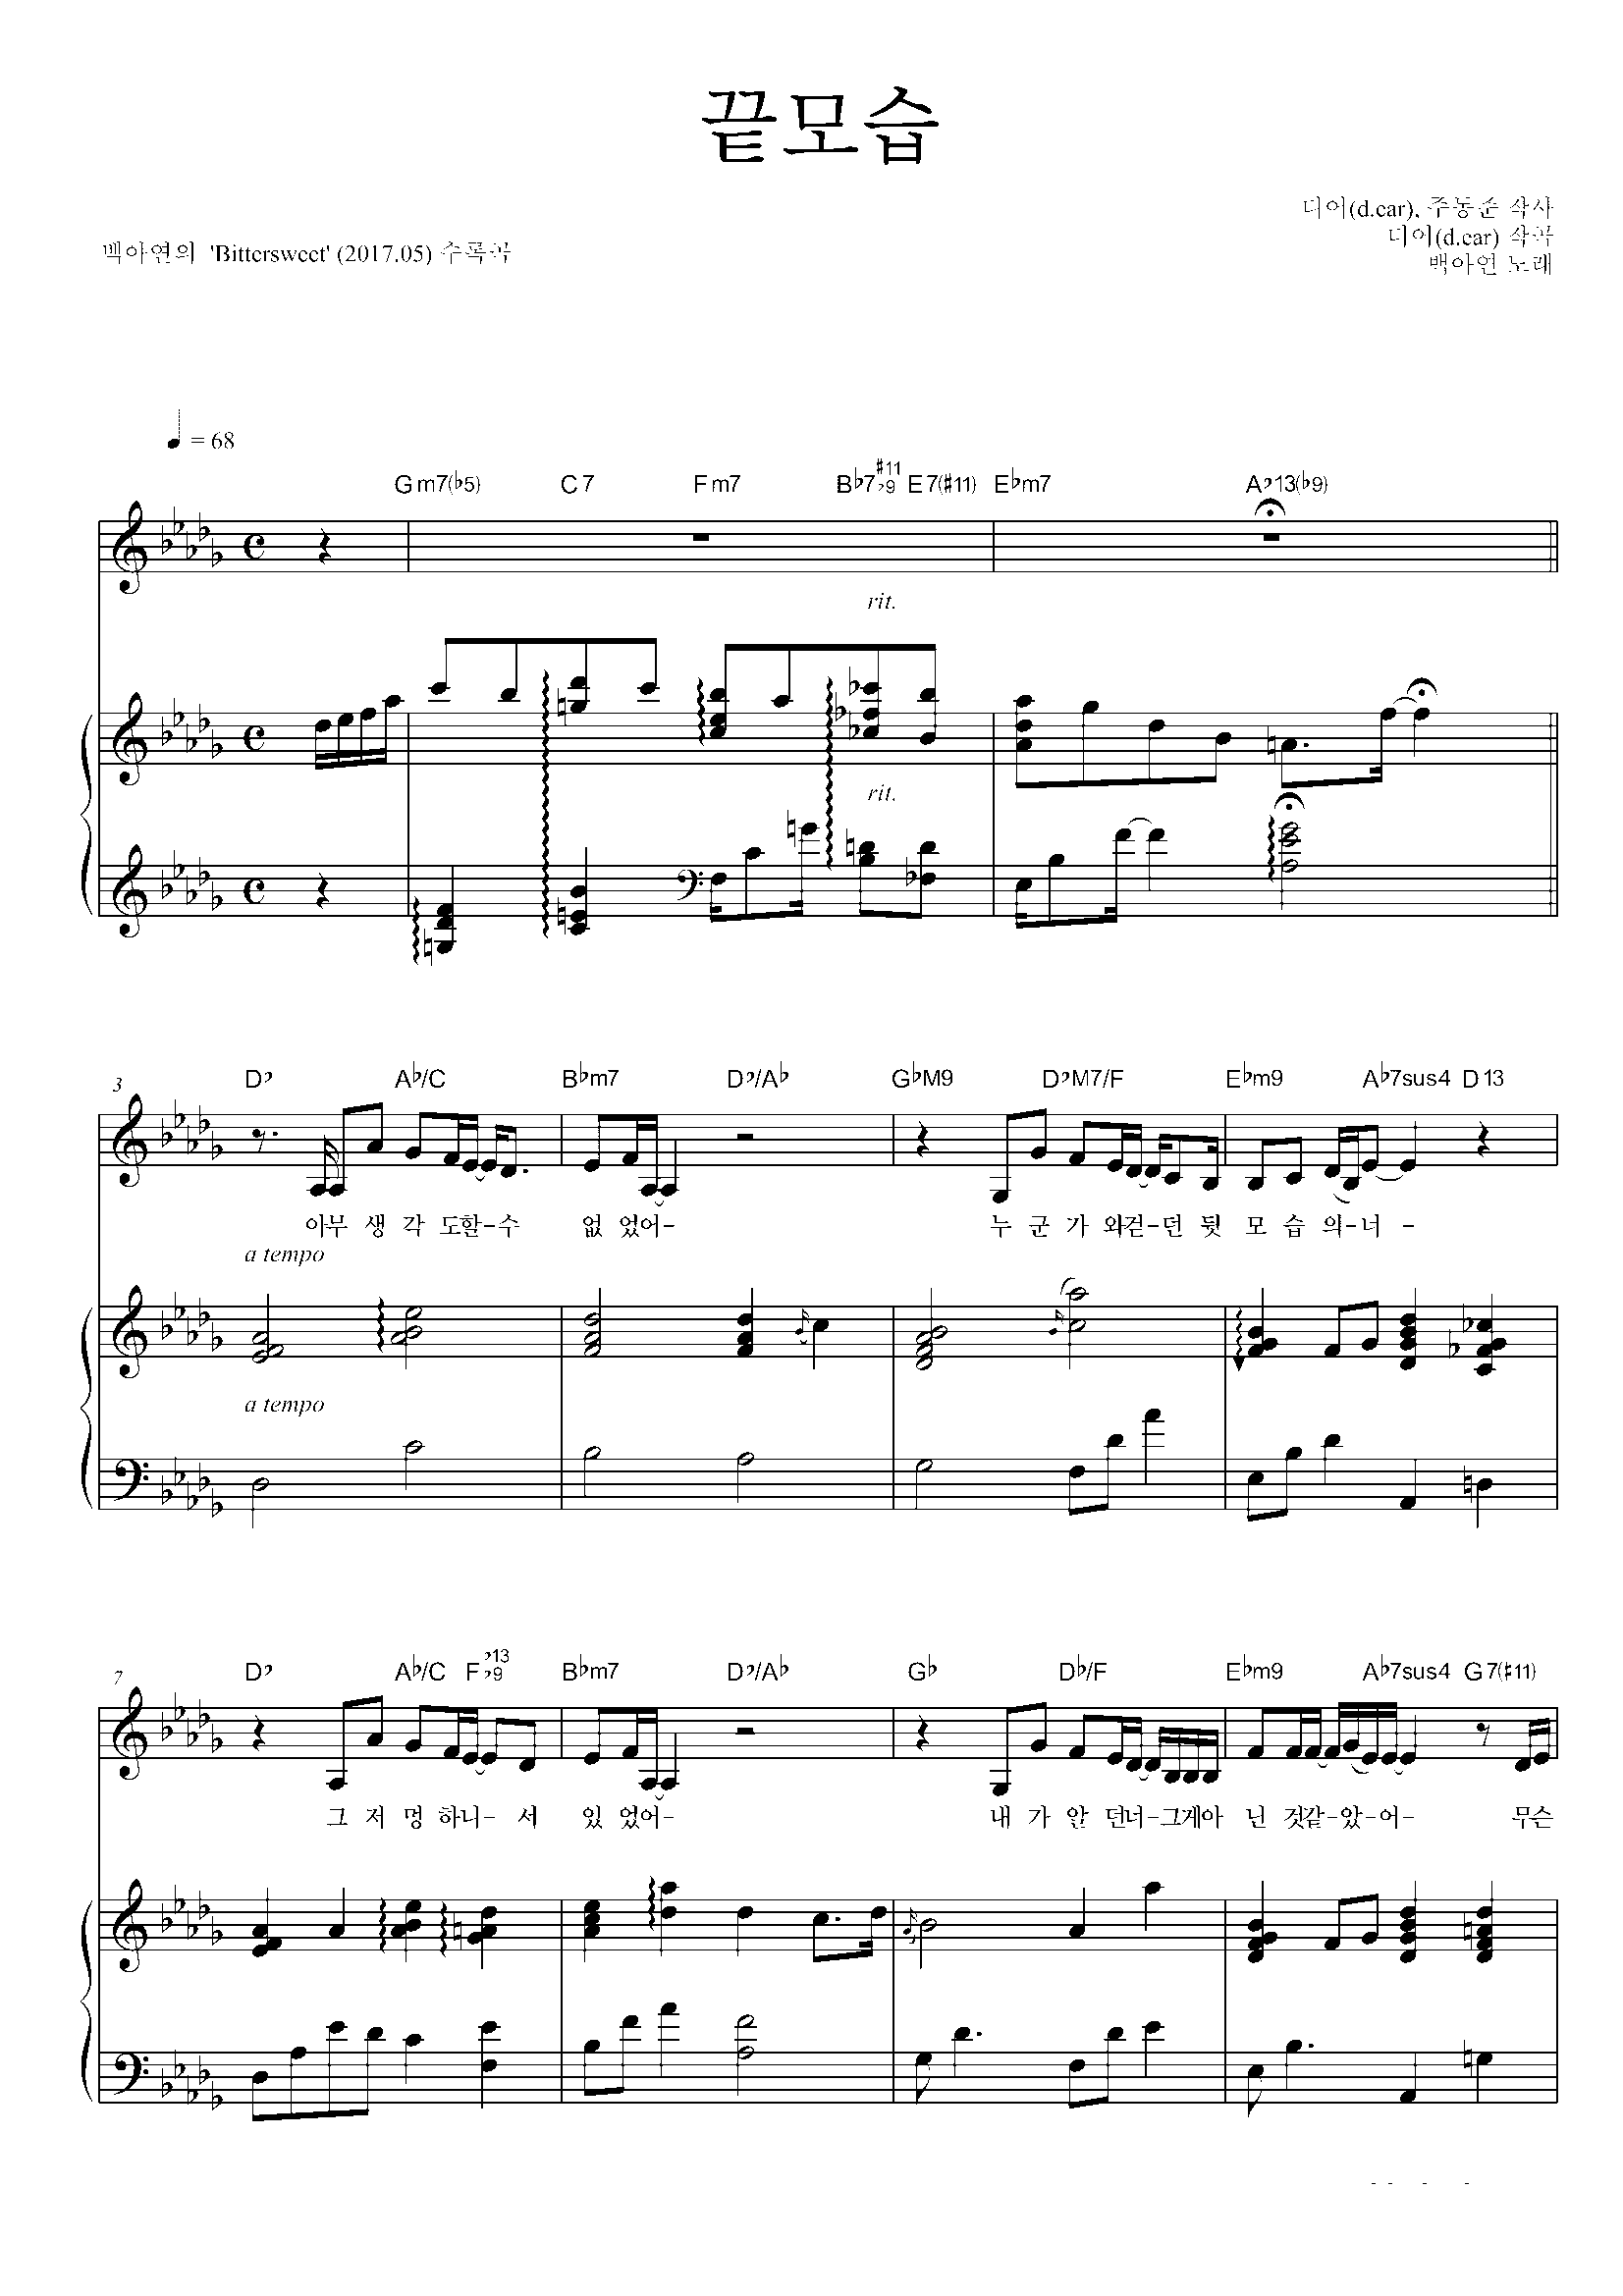 끝모습
디어(d.ear), 주동준 작사
디어(d.ear) 작곡
백아연의 'Bittersweet' (2017.05) 수록곡
백아연 노래
= 68
Gm7(♭5) C7 Fm7 B♭7♯11♭9 E7(♯11) E♭m7 A♭13(♭9)
rit.
rit.
3 D♭ A♭/C B♭m7 D♭/A♭ G♭M9 D♭M7/F E♭m9 A♭7sus4 D13
아무 생 각 도할-수 없 었어- 누 군 가 와걷-던 뒷 모 습 의-너 -
a tempo
a tempo
7 D♭ A♭/C F♭13♭9 B♭m7 D♭/A♭ G♭ D♭/F E♭m9 A♭7sus4 G7(♯11)
그 저 멍 하니- 서 있 었어- 내 가 알 던너-그게아 닌 것같-았-어- 무슨